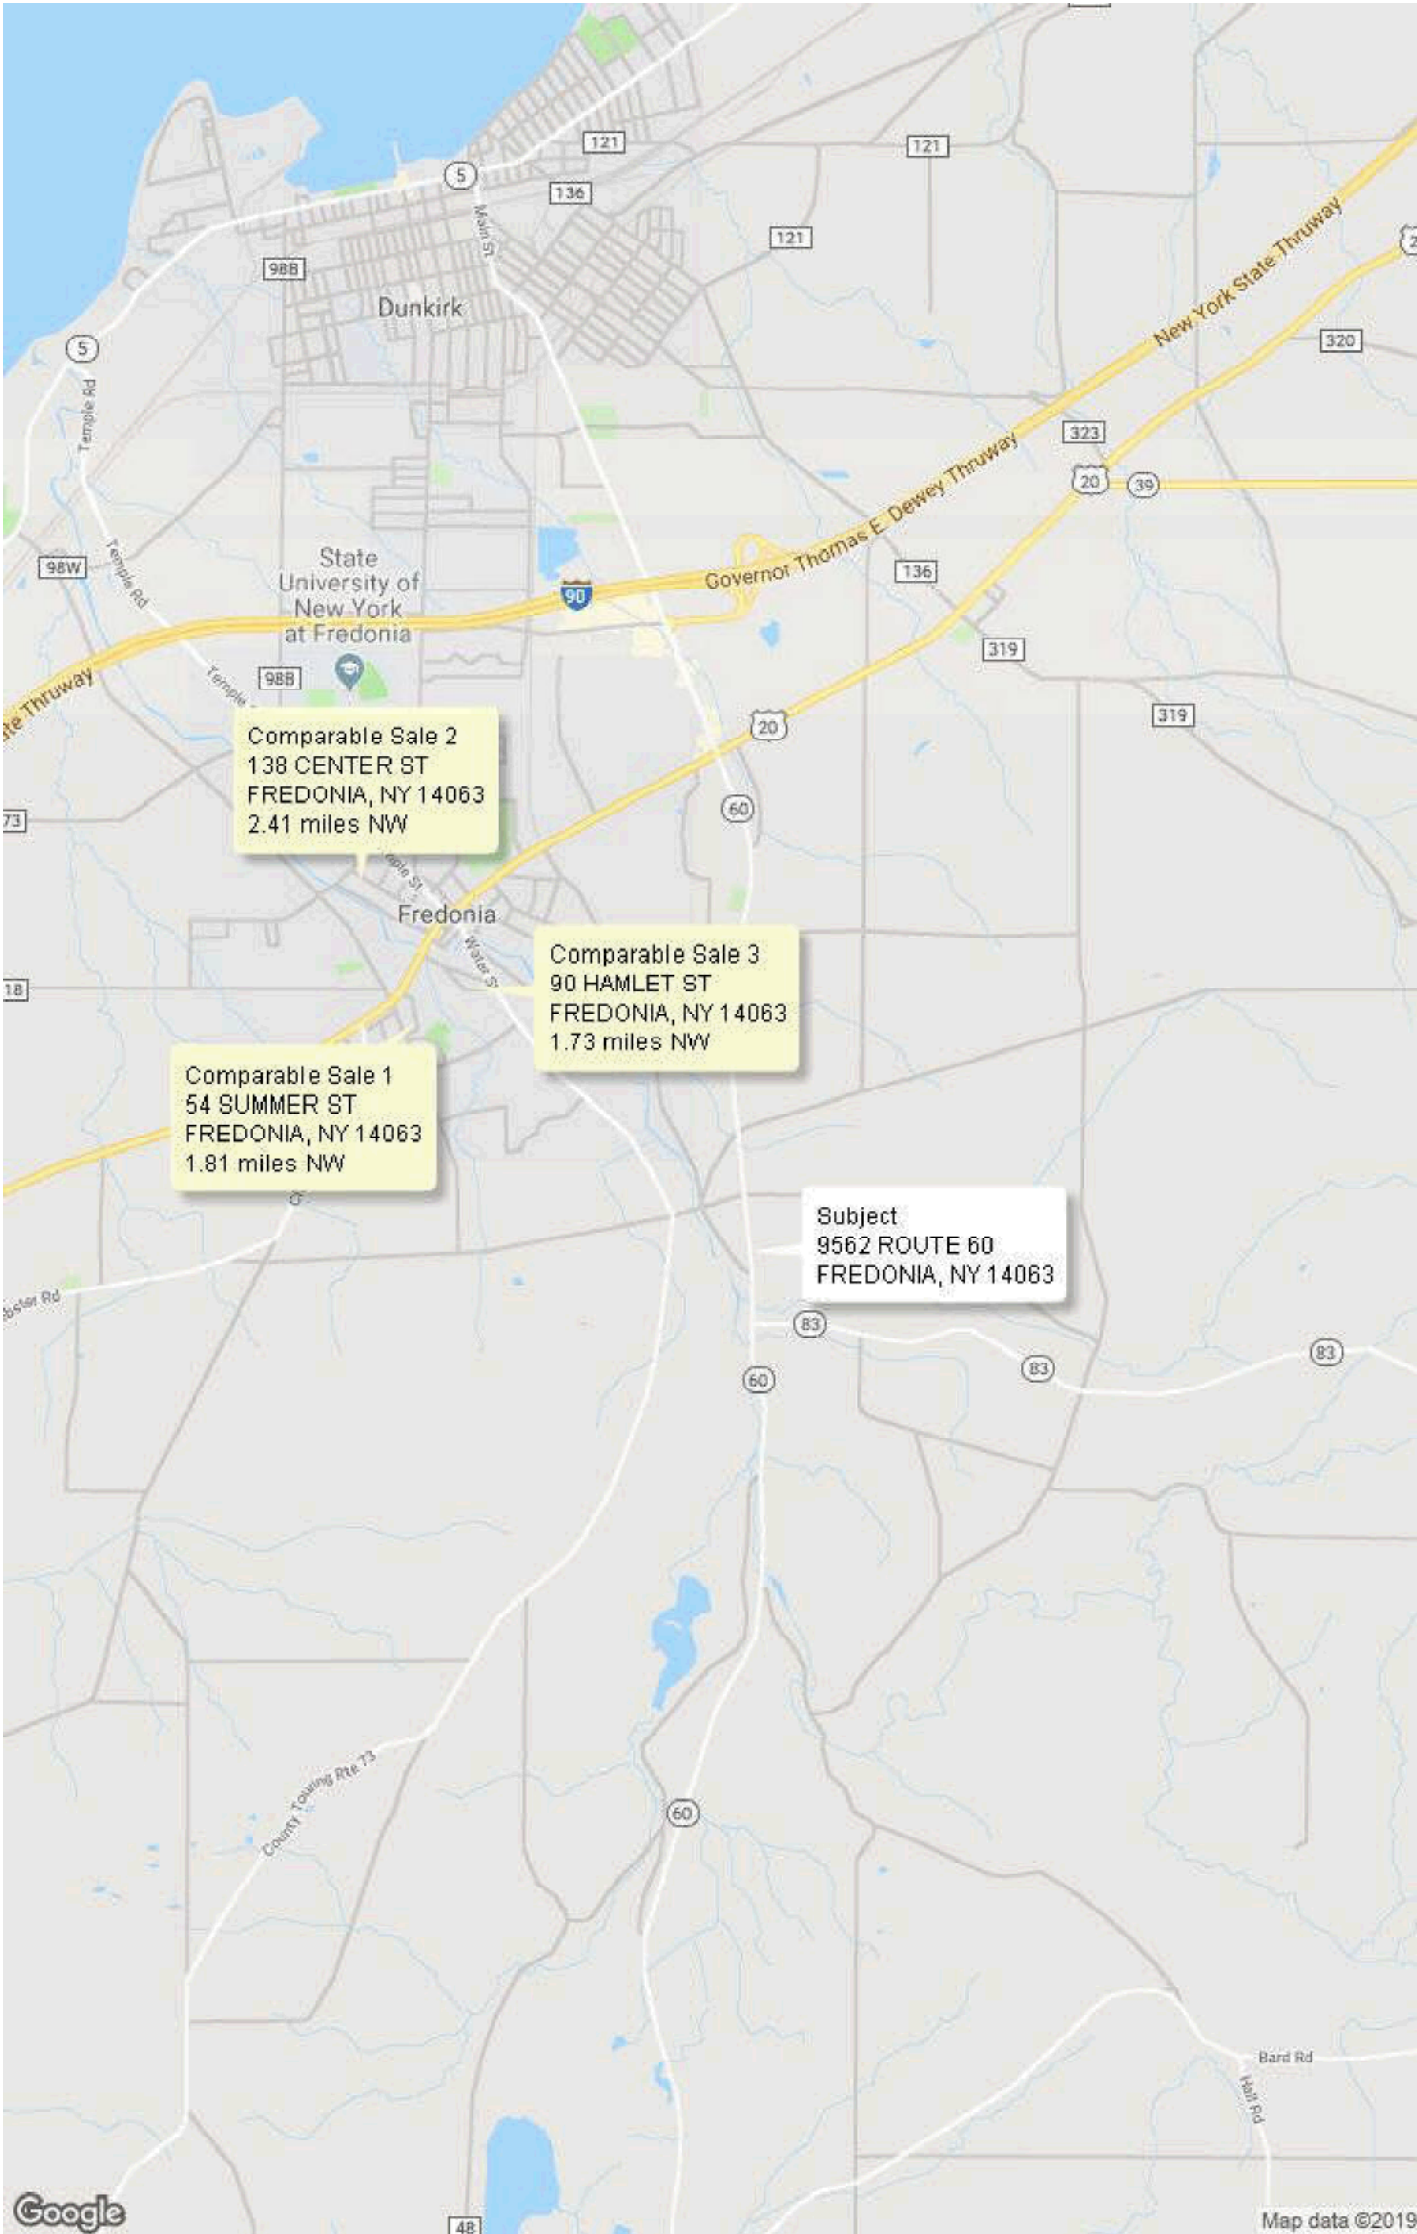 121
121
5
136
Main St
121
New York State Thruway
98B
Dunkirk
5
320
Temple Rd
323
20
39
Governor Thomas E. Dewey Thruway
State
University of
New York
at Fredonia
98W
Temple Rd
90
136
319
98B
Temple
te Thruway
319
20
Comparable Sale 2
138 CENTER ST
FREDONIA, NY 14063
2.41 miles NW
73
60
mple St
Fredonia
Water St
Comparable Sale 3
90 HAMLET ST
FREDONIA, NY 14063
1.73 miles NW
18
Comparable Sale 1
54 SUMMER ST
FREDONIA, NY 14063
1.81 miles NW
Subject
9562 ROUTE 60
FREDONIA, NY 14063
83
83
83
60
County Touring Rte 73
60
Bard Rd
Hall Rd
Google
48
Map data ©2019